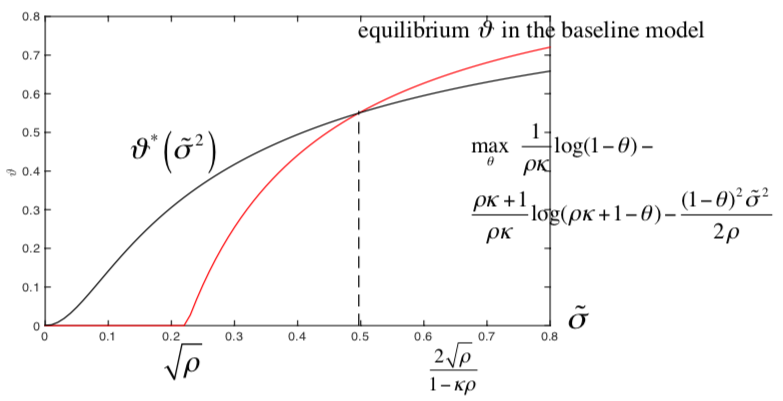 equilibrium ϑ in the baseline model
0.8
0.7
0.6
0.5
0.4
0.3
0.2
0.1
0
ϑ
ϑ*(σ̃²)
max_θ 1/(ρκ) log(1−θ) −
(ρκ+1)/(ρκ) log(ρκ+1−θ) − ((1−θ)²σ̃²)/(2ρ)
0 0.1 0.2 0.3 0.4 0.5 0.6 0.7 0.8
σ̃
√ρ
2√ρ/(1−κρ)